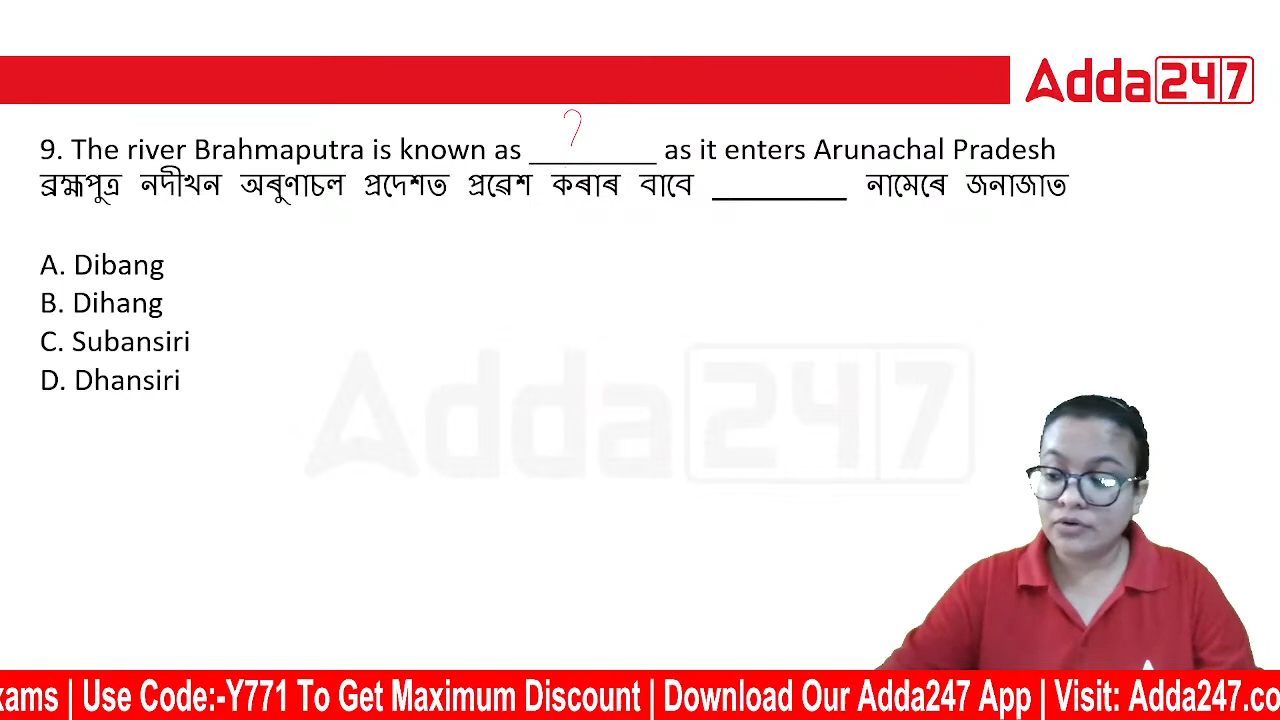 Adda247
9. The river Brahmaputra is known as ________ as it enters Arunachal Pradesh
ব্ৰহ্মপুত্ৰ নদীখন অৰুণাচল প্ৰদেশত প্ৰৱেশ কৰাৰ বাবে ________ নামেৰে জনাজাত
A. Dibang
B. Dihang
C. Subansiri
D. Dhansiri
Adda247
xams | Use Code:-Y771 To Get Maximum Discount | Download Our Adda247 App | Visit: Adda247.co